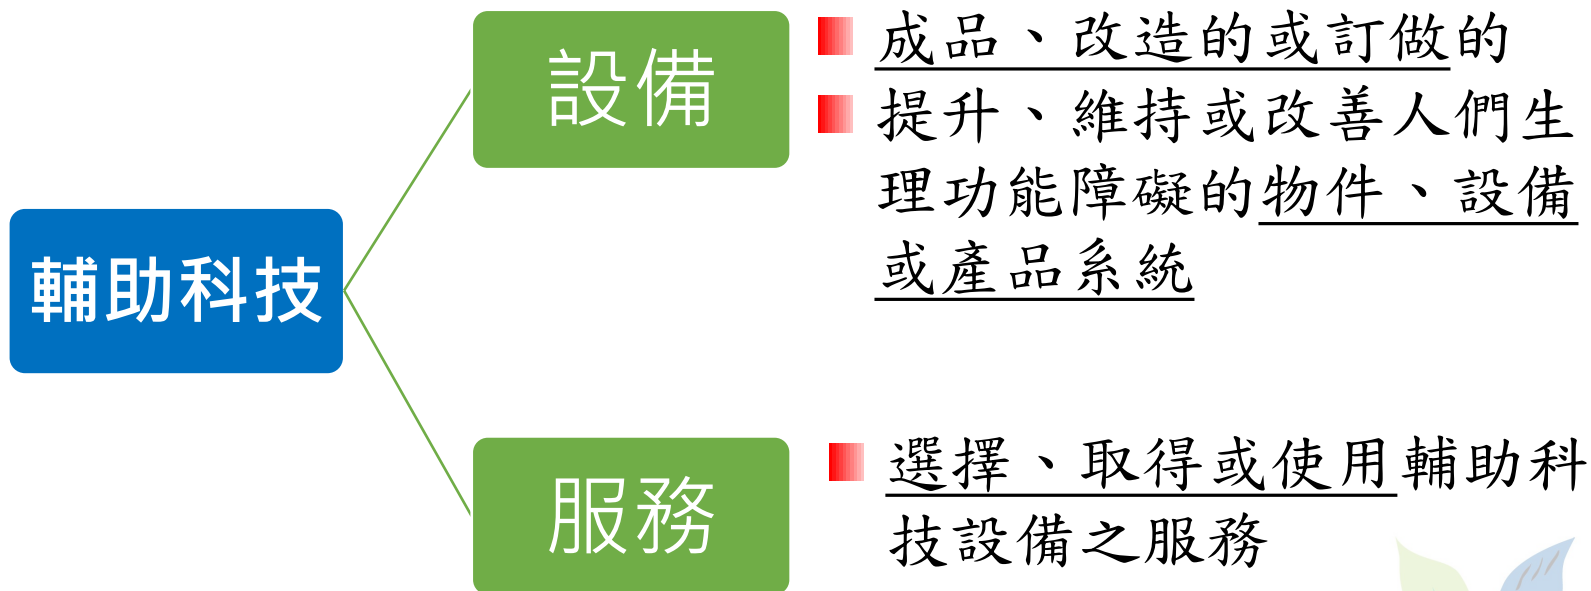 設備
成品、改造的或訂做的
提升、維持或改善人們生
理功能障礙的物件、設備
或產品系統
輔助科技
服務
選擇、取得或使用輔助科
技設備之服務